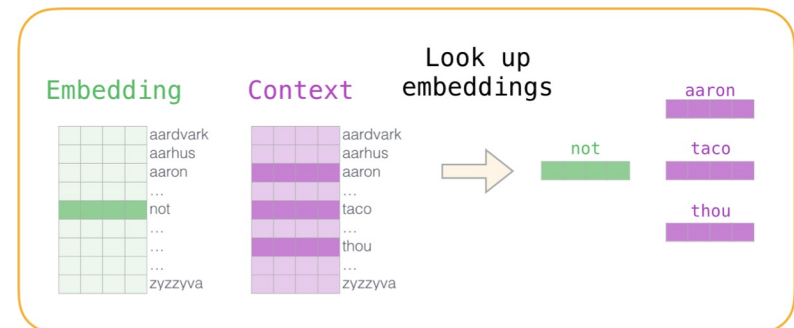 Look up
embeddings
Embedding
Context
aardvark
aarhus
aaron
...
not
...
...
...
zyzzyva
aardvark
aarhus
aaron
...
taco
...
thou
...
zyzzyva
not
aaron
taco
thou